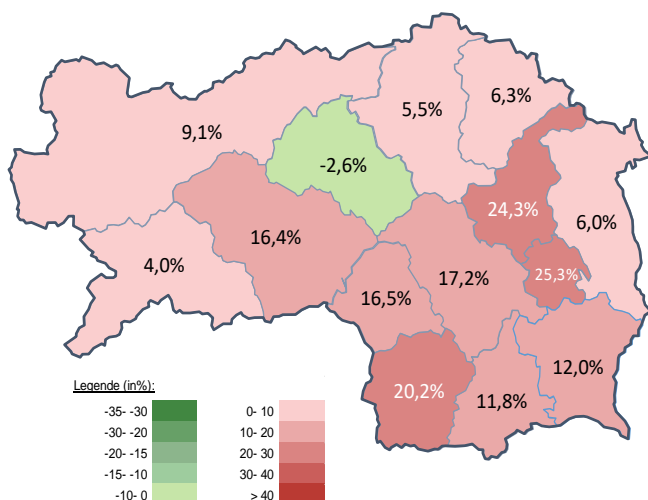 6,3%
5,5%
9,1%
-2,6%
24,3%
6,0%
16,4%
4,0%
17,2%
25,3%
16,5%
12,0%
20,2%
11,8%
Legende (in%):
-35- -30 0- 10
-30- -20 10- 20
-20- -15 20- 30
-15- -10 30- 40
-10- 0 > 40